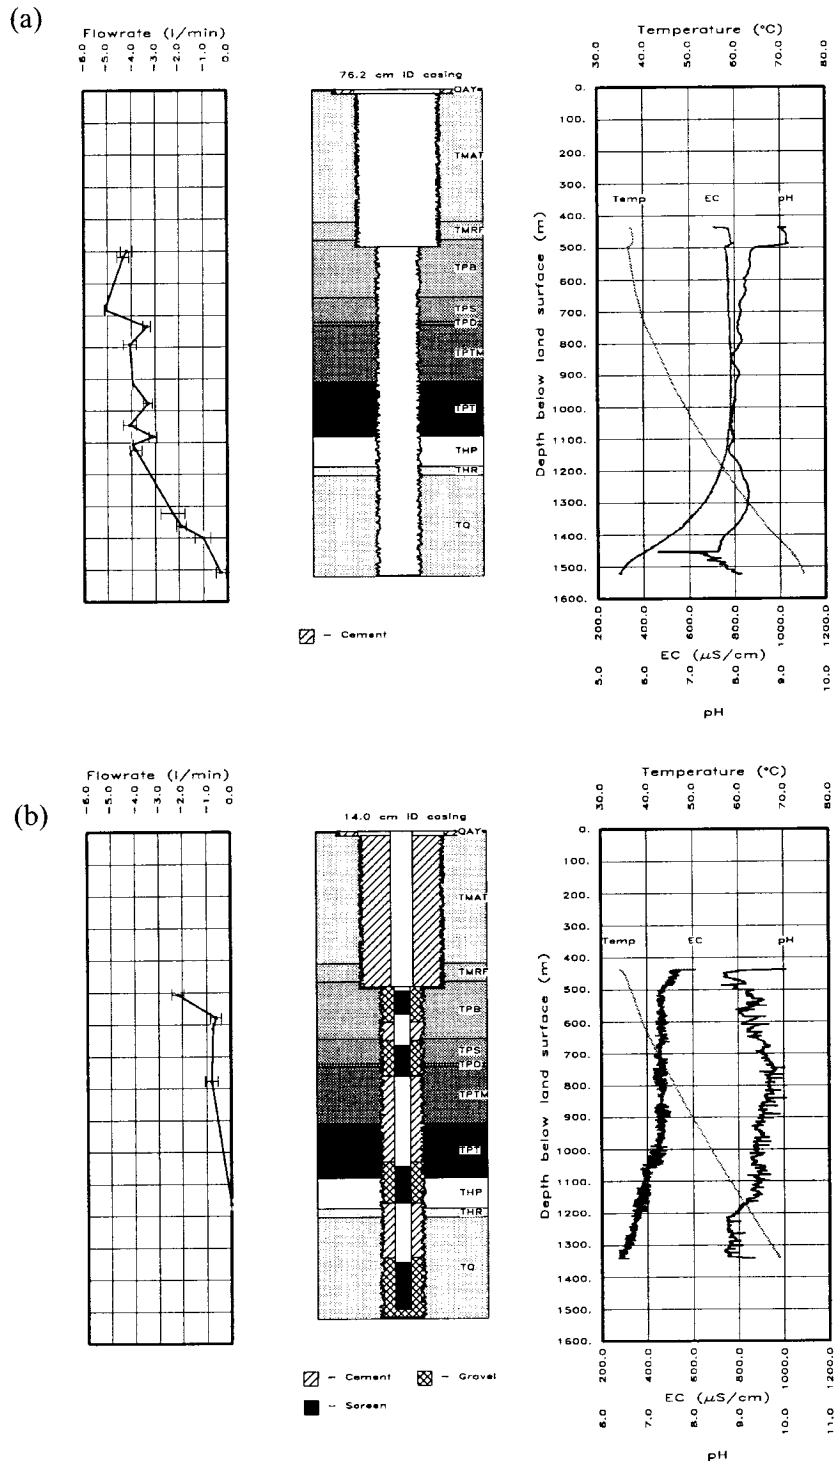 (a)
Flowrate (l/min)
-6.0 -5.0 -4.0 -3.0 -2.0 -1.0 0.0
76.2 cm ID casing
QAY
TMAT
TMRF
TPB
TPS
TPD
TPTM
TPT
THP
THR
TQ
– Cement
Temperature (°C)
30.0 40.0 50.0 60.0 70.0 80.0
Depth below land surface (m)
0.
100.
200.
300.
400.
500.
600.
700.
800.
900.
1000.
1100.
1200.
1300.
1400.
1500.
1600.
Temp EC pH
200.0 400.0 600.0 800.0 1000.0 1200.0
EC (μS/cm)
5.0 6.0 7.0 8.0 9.0 10.0
pH
(b)
Flowrate (l/min)
-6.0 -5.0 -4.0 -3.0 -2.0 -1.0 0.0
14.0 cm ID casing
QAY
TMAT
TMRF
TPB
TPS
TPD
TPTM
TPT
THP
THR
TQ
– Cement – Gravel
– Screen
Temperature (°C)
30.0 40.0 50.0 60.0 70.0 80.0
Depth below land surface (m)
0.
100.
200.
300.
400.
500.
600.
700.
800.
900.
1000.
1100.
1200.
1300.
1400.
1500.
1600.
Temp EC pH
200.0 400.0 600.0 800.0 1000.0 1200.0
EC (μS/cm)
6.0 7.0 8.0 9.0 10.0 11.0
pH